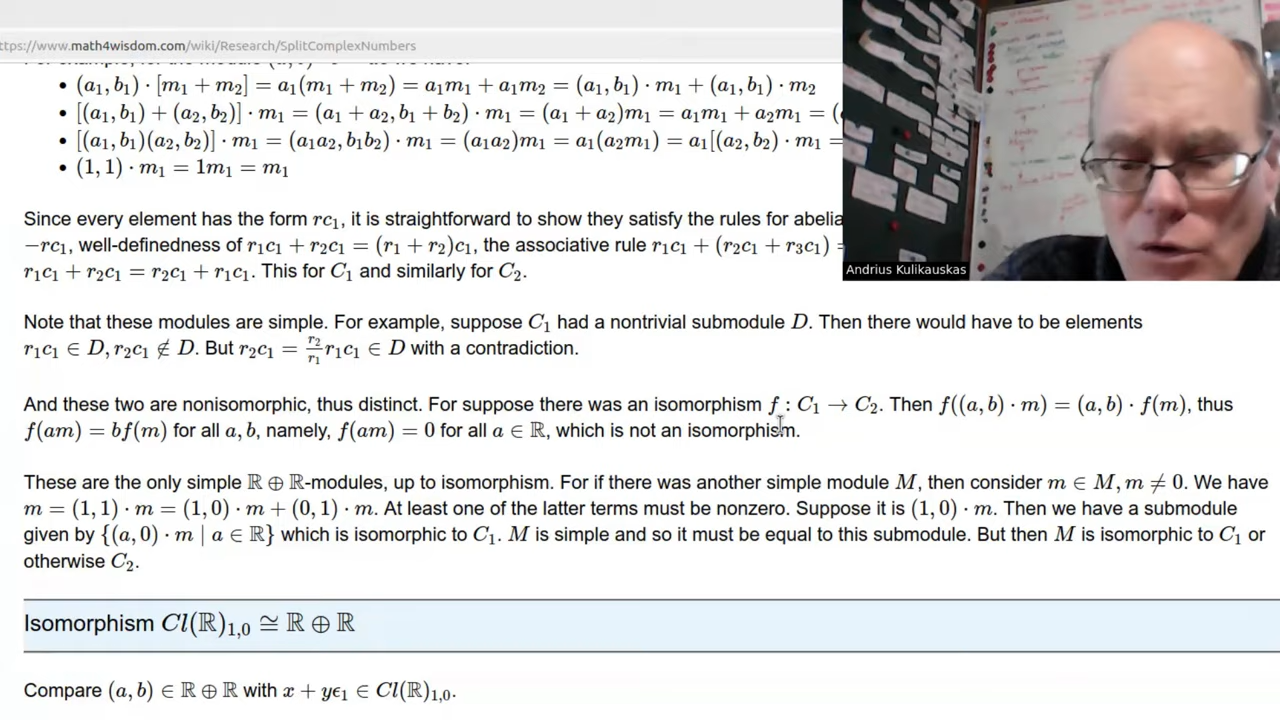 ttps://www.math4wisdom.com/wiki/Research/SplitComplexNumbers
• (a₁, b₁) · [m₁ + m₂] = a₁(m₁ + m₂) = a₁m₁ + a₁m₂ = (a₁, b₁) · m₁ + (a₁, b₁) · m₂
• [(a₁, b₁) + (a₂, b₂)] · m₁ = (a₁ + a₂, b₁ + b₂) · m₁ = (a₁ + a₂)m₁ = a₁m₁ + a₂m₁ = (
• [(a₁, b₁)(a₂, b₂)] · m₁ = (a₁a₂, b₁b₂) · m₁ = (a₁a₂)m₁ = a₁(a₂m₁) = a₁[(a₂, b₂) · m₁ =
• (1, 1) · m₁ = 1m₁ = m₁
Since every element has the form rc₁, it is straightforward to show they satisfy the rules for abelia
−rc₁, well-definedness of r₁c₁ + r₂c₁ = (r₁ + r₂)c₁, the associative rule r₁c₁ + (r₂c₁ + r₃c₁) =
r₁c₁ + r₂c₁ = r₂c₁ + r₁c₁. This for C₁ and similarly for C₂.
Andrius Kulikauskas
Note that these modules are simple. For example, suppose C₁ had a nontrivial submodule D. Then there would have to be elements
r₁c₁ ∈ D, r₂c₁ ∉ D. But r₂c₁ = r₂/r₁ r₁c₁ ∈ D with a contradiction.
And these two are nonisomorphic, thus distinct. For suppose there was an isomorphism f : C₁ → C₂. Then f((a, b) · m) = (a, b) · f(m), thus
f(am) = bf(m) for all a, b, namely, f(am) = 0 for all a ∈ ℝ, which is not an isomorphism.
These are the only simple ℝ ⊕ ℝ-modules, up to isomorphism. For if there was another simple module M, then consider m ∈ M, m ≠ 0. We have
m = (1, 1) · m = (1, 0) · m + (0, 1) · m. At least one of the latter terms must be nonzero. Suppose it is (1, 0) · m. Then we have a submodule
given by {(a, 0) · m | a ∈ ℝ} which is isomorphic to C₁. M is simple and so it must be equal to this submodule. But then M is isomorphic to C₁ or
otherwise C₂.
Isomorphism Cl(ℝ)₁,₀ ≅ ℝ ⊕ ℝ
Compare (a, b) ∈ ℝ ⊕ ℝ with x + yϵ₁ ∈ Cl(ℝ)₁,₀.